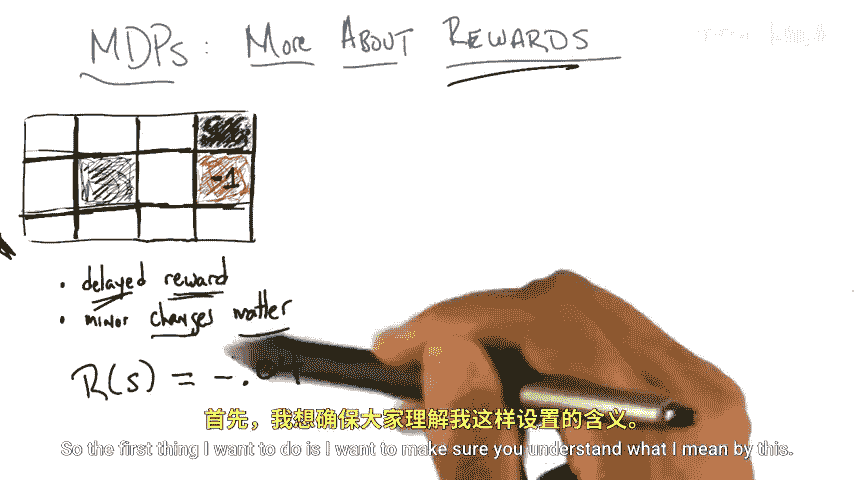 MDPs: More About Rewards
-1
• delayed reward
• minor changes matter
R(s) = -.04
首先，我想确保大家理解我这样设置的含义。
So the first thing I want to do is I want to make sure you understand what I mean by this.